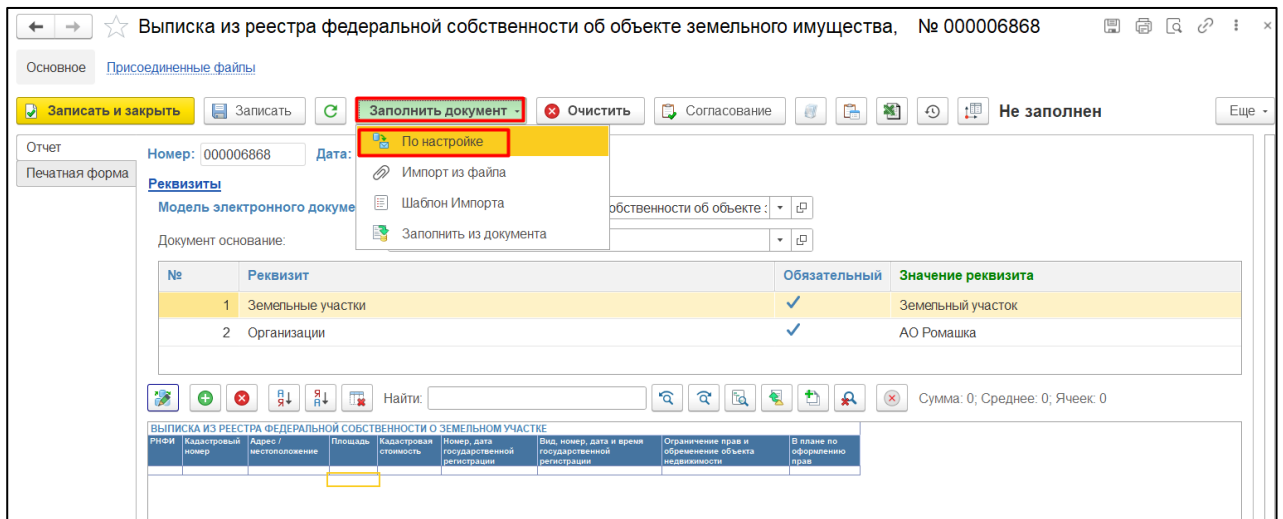 Выписка из реестра федеральной собственности об объекте земельного имущества, № 000006868
Основное Присоединенные файлы
Записать и закрыть Записать Заполнить документ Очистить Согласование Не заполнен Еще
Отчет
Печатная форма
Номер: 000006868 Дата:
По настройке
Импорт из файла
Шаблон Импорта
Заполнить из документа
Реквизиты
Модель электронного докуме обственности об объекте :
Документ основание:
№ Реквизит Обязательный Значение реквизита
1 Земельные участки Земельный участок
2 Организации АО Ромашка
Найти: Сумма: 0; Среднее: 0; Ячеек: 0
ВЫПИСКА ИЗ РЕЕСТРА ФЕДЕРАЛЬНОЙ СОБСТВЕННОСТИ О ЗЕМЕЛЬНОМ УЧАСТКЕ
РНФИ Кадастровый Адрес / Площадь Кадастровая Номер, дата Вид, номер, дата и время Ограничение прав и В плане по
номер местоположение стоимость государственной государственной обременение объекта оформлению
регистрации регистрации недвижимости прав